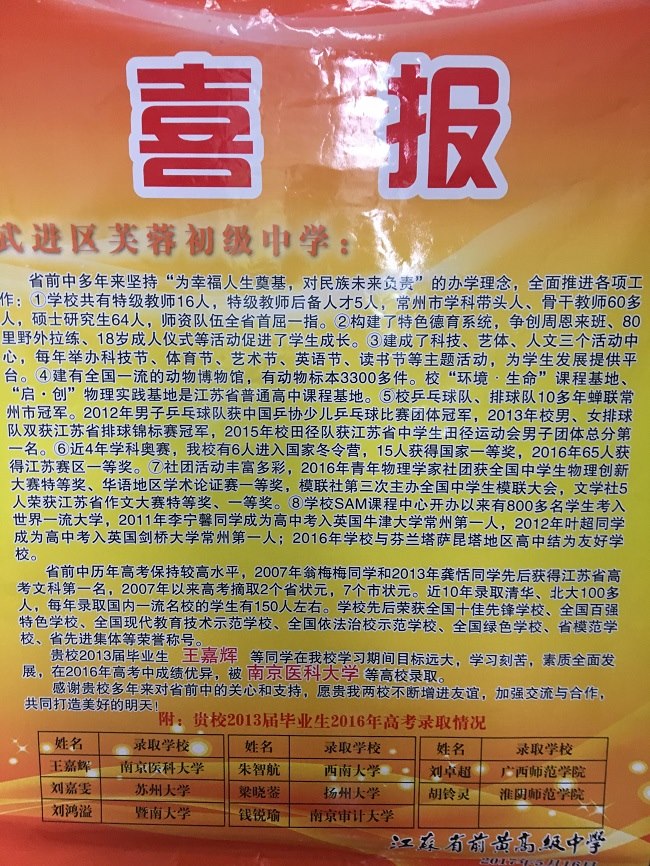 喜报
武进区芙蓉初级中学：
省前中多年来坚持“为幸福人生奠基，对民族未来负责”的办学理念，全面推进各项工
作：①学校共有特级教师16人，特级教师后备人才5人，常州市学科带头人、骨干教师60多
人，硕士研究生64人，师资队伍全省首屈一指。②构建了特色德育系统，争创周恩来班、80
里野外拉练、18岁成人仪式等活动促进了学生成长。③建成了科技、艺体、人文三个活动中
心，每年举办科技节、体育节、艺术节、英语节、读书节等主题活动，为学生发展提供平
台。④建有全国一流的动物博物馆，有动物标本3300多件。校“环境·生命”课程基地、
“启·创”物理实践基地是江苏省普通高中课程基地。⑤校乒乓球队、排球队10多年蝉联常
州市冠军。2012年男子乒乓球队获中国乒协少儿乒乓球比赛团体冠军，2013年校男、女排球
队双获江苏省排球锦标赛冠军，2015年校田径队获江苏省中学生田径运动会男子团体总分第
一名。⑥近4年学科奥赛，我校有6人进入国家冬令营，15人获得国家一等奖，2016年65人获
得江苏赛区一等奖。⑦社团活动丰富多彩，2016年青年物理学家社团获全国中学生物理创新
大赛特等奖、华语地区学术论证赛一等奖，模联社第三次主办全国中学生模联大会，文学社5
人荣获江苏省作文大赛特等奖、一等奖。⑧学校SAM课程中心开办以来有800多名学生考入
世界一流大学，2011年李宁馨同学成为高中考入英国牛津大学常州第一人，2012年叶超同学
成为高中考入英国剑桥大学常州第一人；2016年学校与芬兰塔萨昆塔地区高中结为友好学
校。
省前中历年高考保持较高水平，2007年翁梅梅同学和2013年龚恬同学先后获得江苏省高
考文科第一名，2007年以来高考摘取2个省状元，7个市状元。近10年录取清华、北大100多
人，每年录取国内一流名校的学生有150人左右。学校先后荣获全国十佳先锋学校、全国百强
特色学校、全国现代教育技术示范学校、全国依法治校示范学校、全国绿色学校、省模范学
校、省先进集体等荣誉称号。
贵校2013届毕业生 王嘉辉 等同学在我校学习期间目标远大，学习刻苦，素质全面发
展，在2016年高考中成绩优异，被 南京医科大学 等高校录取。
感谢贵校多年来对省前中的关心和支持，愿贵我两校不断增进友谊，加强交流与合作，
共同打造美好的明天！
附：贵校2013届毕业生2016年高考录取情况
姓名 录取学校 姓名 录取学校 姓名 录取学校
王嘉辉 南京医科大学 朱智航 西南大学 刘卓超 广西师范学院
刘嘉雯 苏州大学 梁晓蓥 扬州大学 胡铃灵 淮阴师范学院
刘鸿溢 暨南大学 钱锐瑜 南京审计大学
江苏省前黄高级中学